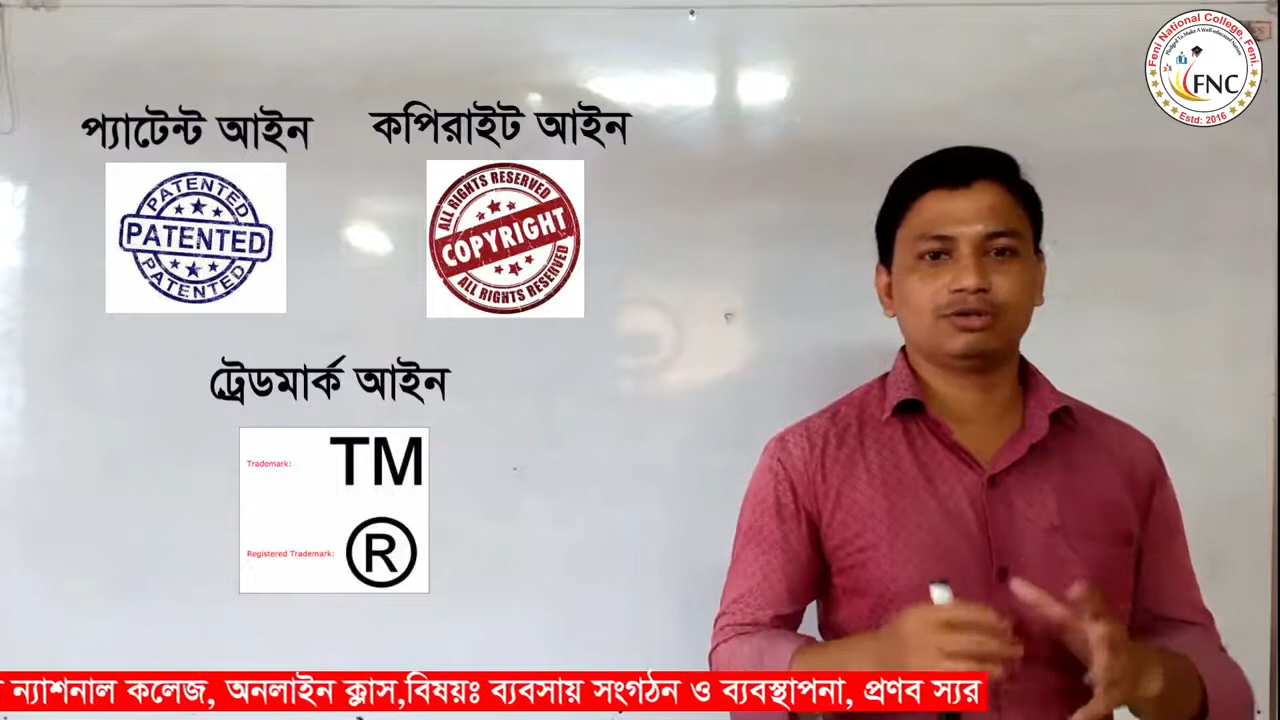 প্যাটেন্ট আইন
কপিরাইট আইন
PATENTED
PATENTED
PATENTED
ALL RIGHTS RESERVED
COPYRIGHT
ALL RIGHTS RESERVED
ট্রেডমার্ক আইন
Trademark:
TM
Registered Trademark:
®
Feni National College, Feni.
FNC
Estd: 2016
ন্যাশনাল কলেজ, অনলাইন ক্লাস,বিষয়ঃ ব্যবসায় সংগঠন ও ব্যবস্থাপনা, প্রণব স্যর